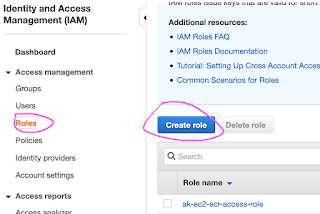 Identity and Access
Management (IAM)
Dashboard
Access management
Groups
Users
Roles
Policies
Identity providers
Account settings
Access reports
Access analyzer
IAM roles issue keys that are valid for short
Additional resources:
IAM Roles FAQ
IAM Roles Documentation
Tutorial: Setting Up Cross Account Access
Common Scenarios for Roles
Create role Delete role
Search
Role name
ak-ec2-ecr-access-role